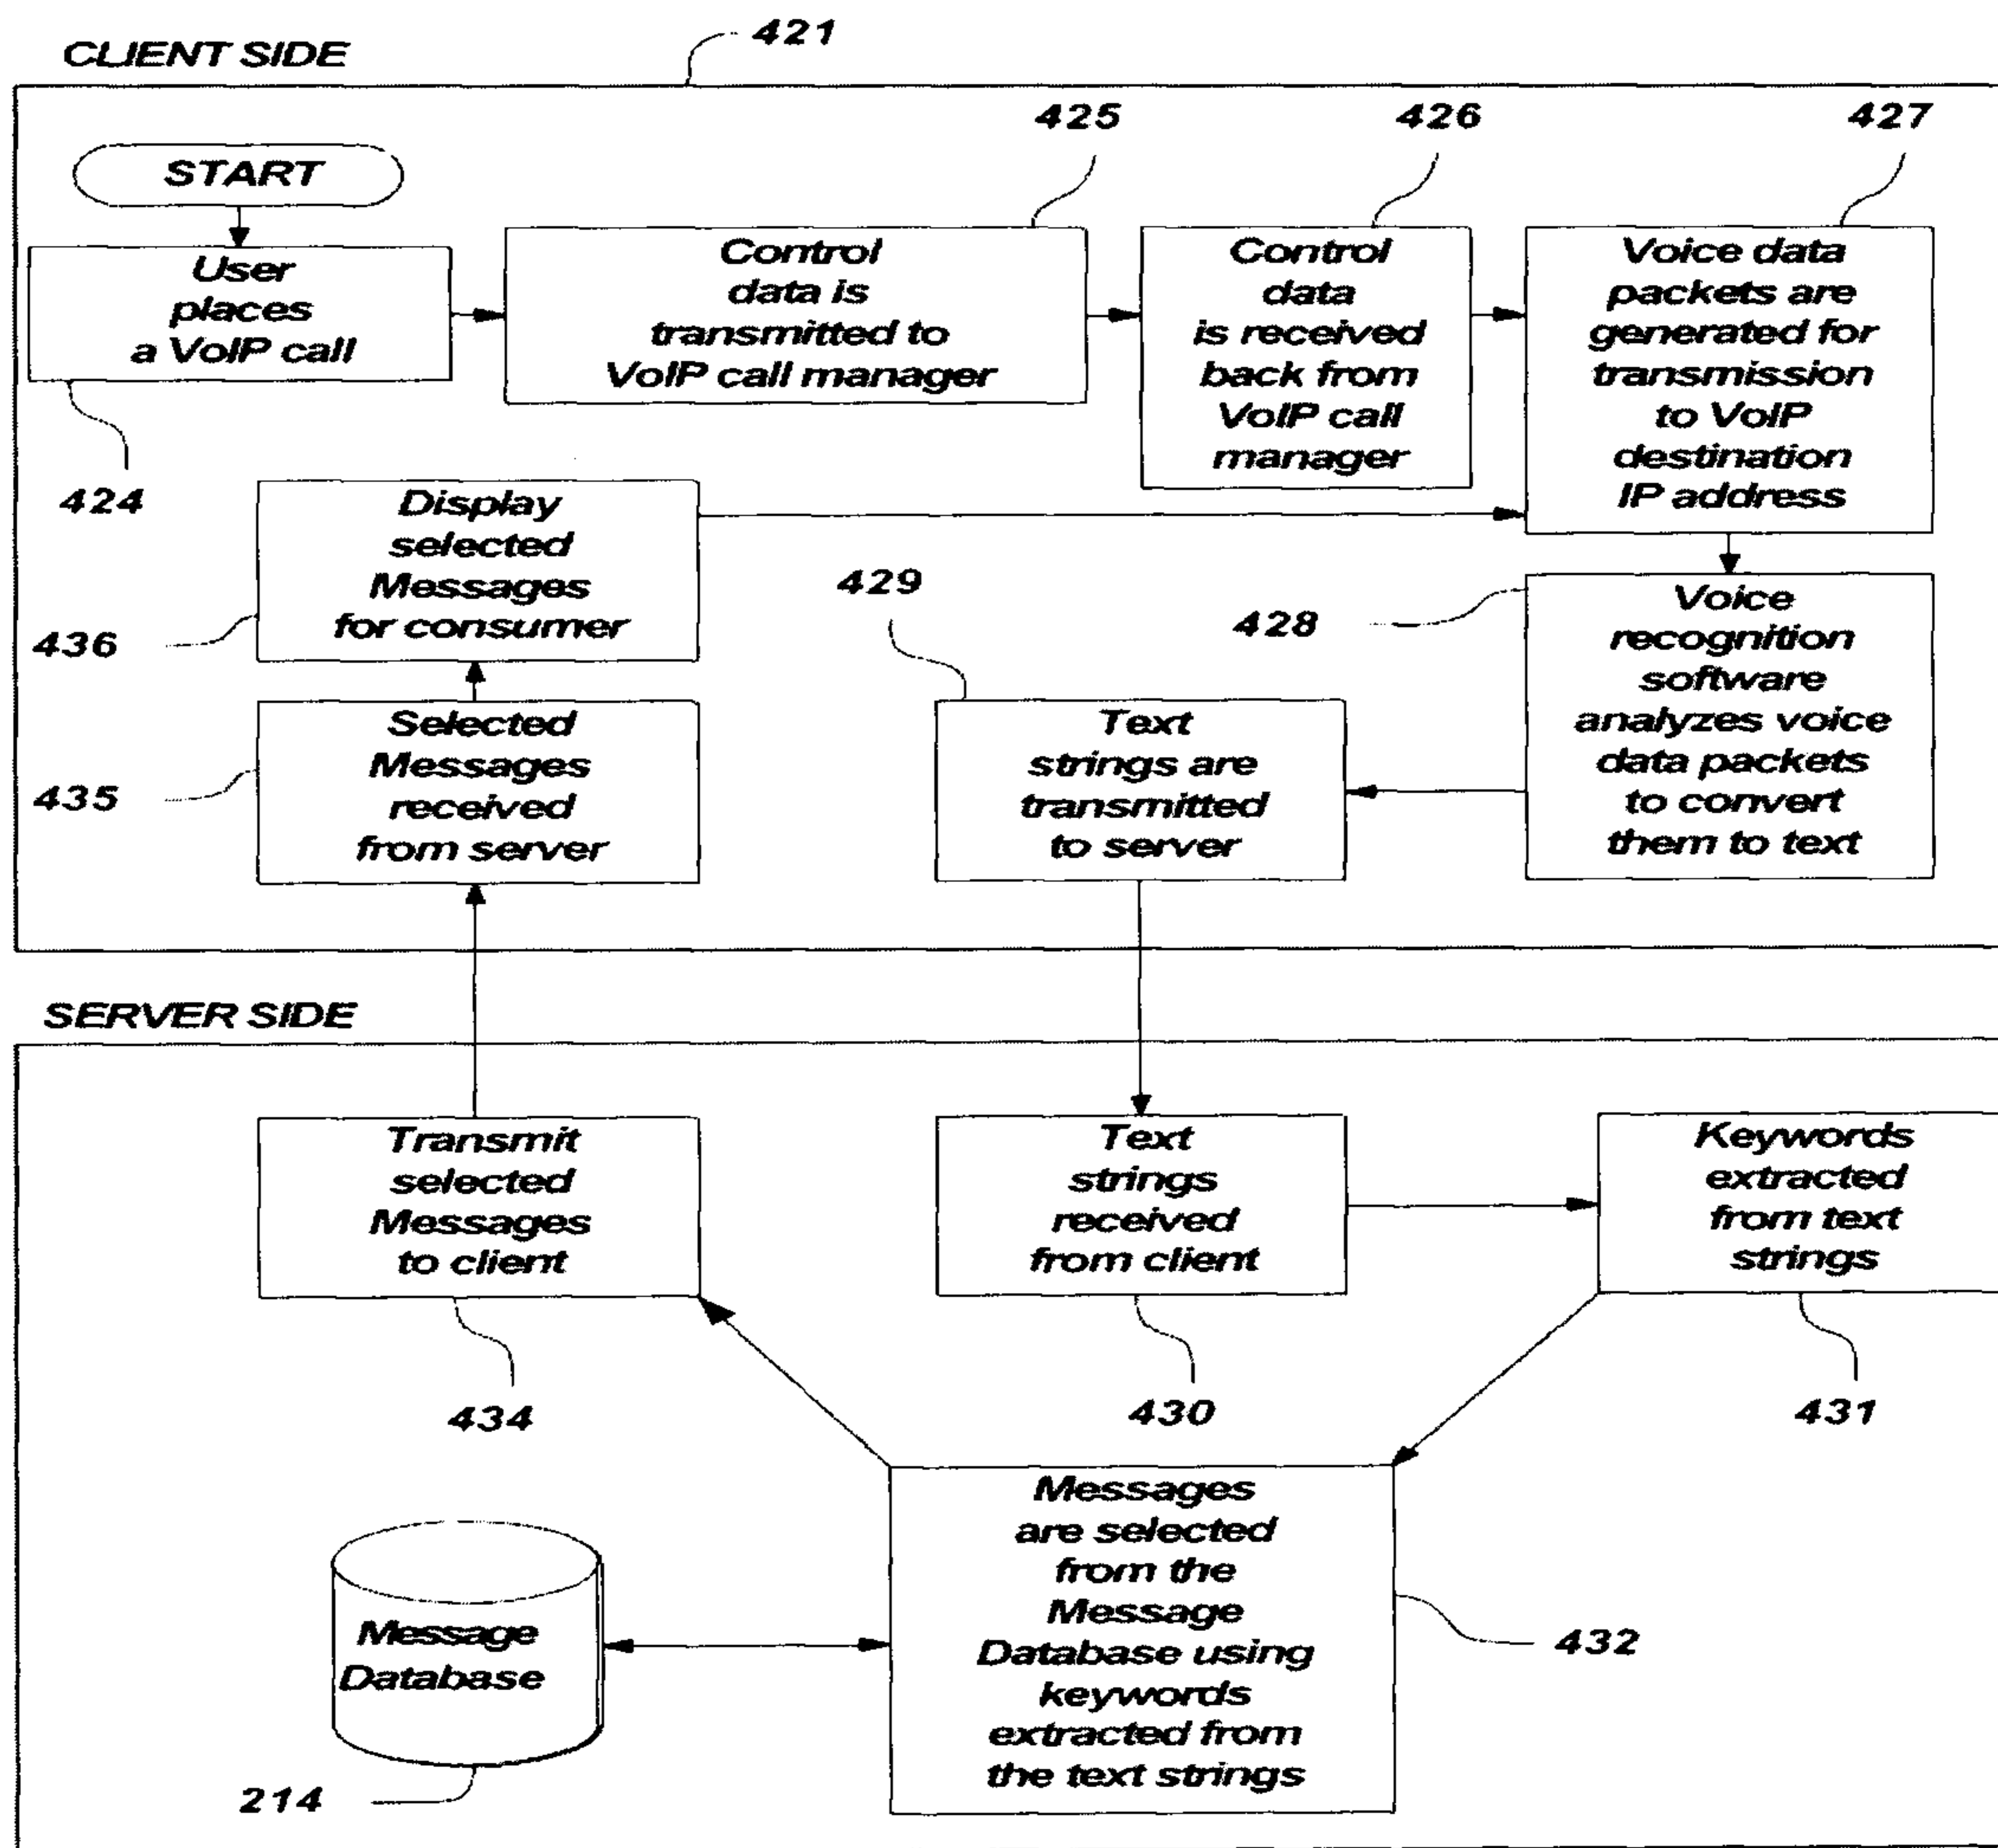 CLIENT SIDE
421
425
426
427
START
User
places
a VoIP call
424
Control
data is
transmitted to
VoIP call manager
Control
data
is received
back from
VoIP call
manager
Voice data
packets are
generated for
transmission
to VoIP
destination
IP address
Display
selected
Messages
for consumer
436
429
428
Voice
recognition
software
analyzes voice
data packets
to convert
them to text
Selected
Messages
received
from server
435
Text
strings are
transmitted
to server
SERVER SIDE
Transmit
selected
Messages
to client
434
Text
strings
received
from client
430
Keywords
extracted
from text
strings
431
Messages
are selected
from the
Message
Database using
keywords
extracted from
the text strings
432
Message
Database
214